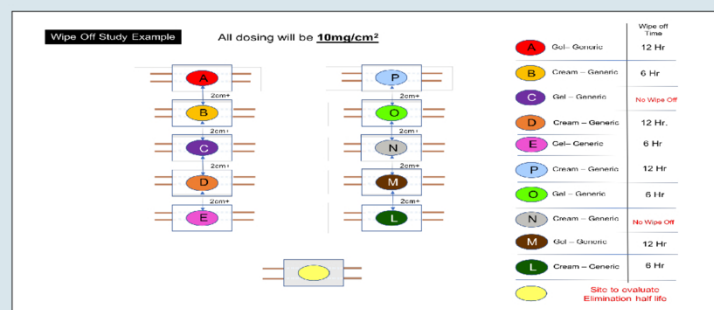 Wipe Off Study Example
All dosing will be 10mg/cm²
Wipe off
Time
A
2cm+
B
2cm+
C
2cm+
D
2cm+
E
P
2cm+
O
2cm+
N
2cm+
M
2cm+
L
A Gel– Generic 12 Hr
B Cream – Generic 6 Hr
C Gel – Generic No Wipe Off
D Cream – Generic 12 Hr.
E Gel– Generic 6 Hr
P Cream – Generic 12 Hr
O Gel – Generic 6 Hr
N Cream – Generic No Wipe Off
M Gel – Generic 12 Hr
L Cream – Generic 6 Hr
Site to evaluate
Elimination half life